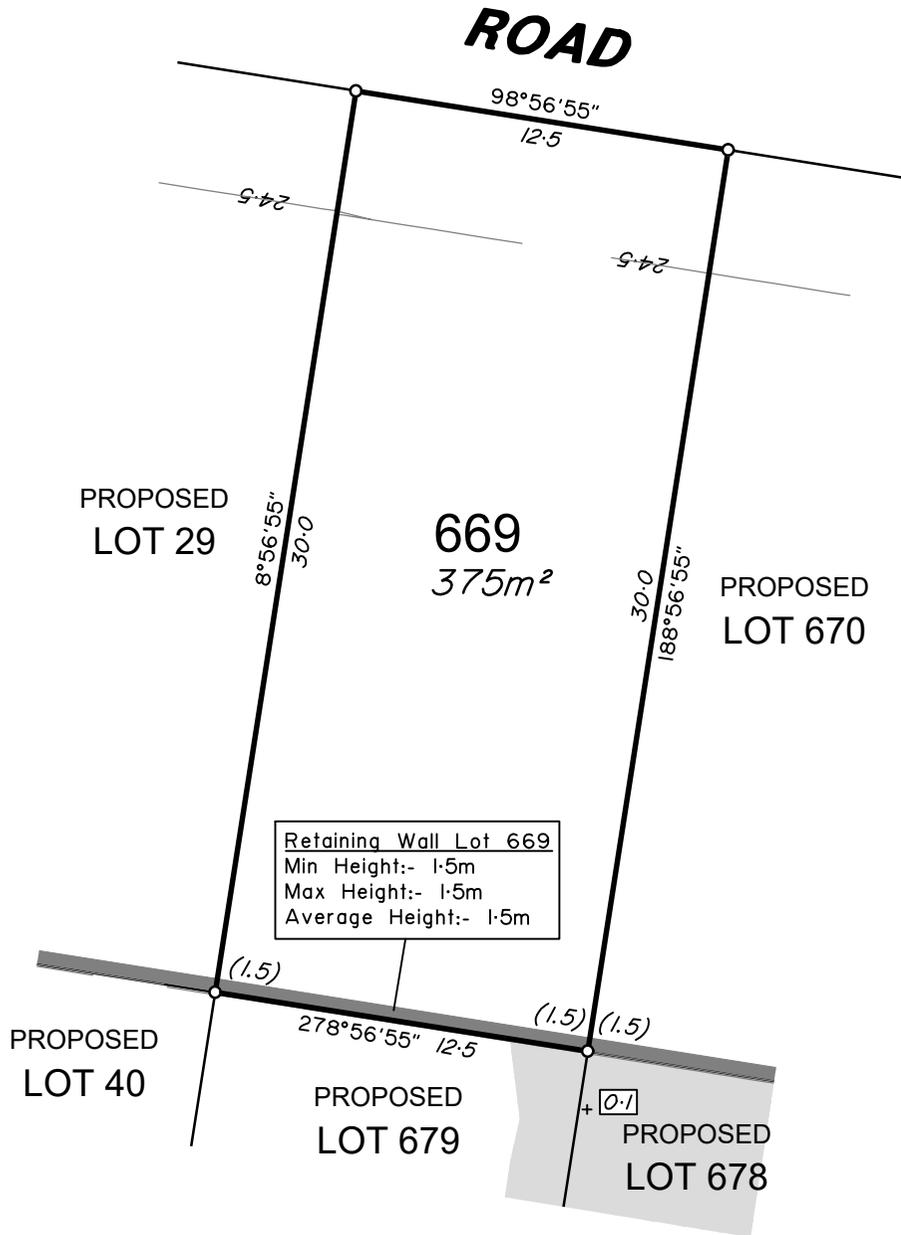 ROAD
98°56'55"
12·5
24·5
24·5
PROPOSED
LOT 29
8°56'55"
30·0
669
375m²
30·0
188°56'55"
PROPOSED
LOT 670
Retaining Wall Lot 669
Min Height:- 1·5m
Max Height:- 1·5m
Average Height:- 1·5m
(1.5)
(1.5)
(1.5)
278°56'55" 12·5
PROPOSED
LOT 40
PROPOSED
LOT 679
0·1
PROPOSED
LOT 678